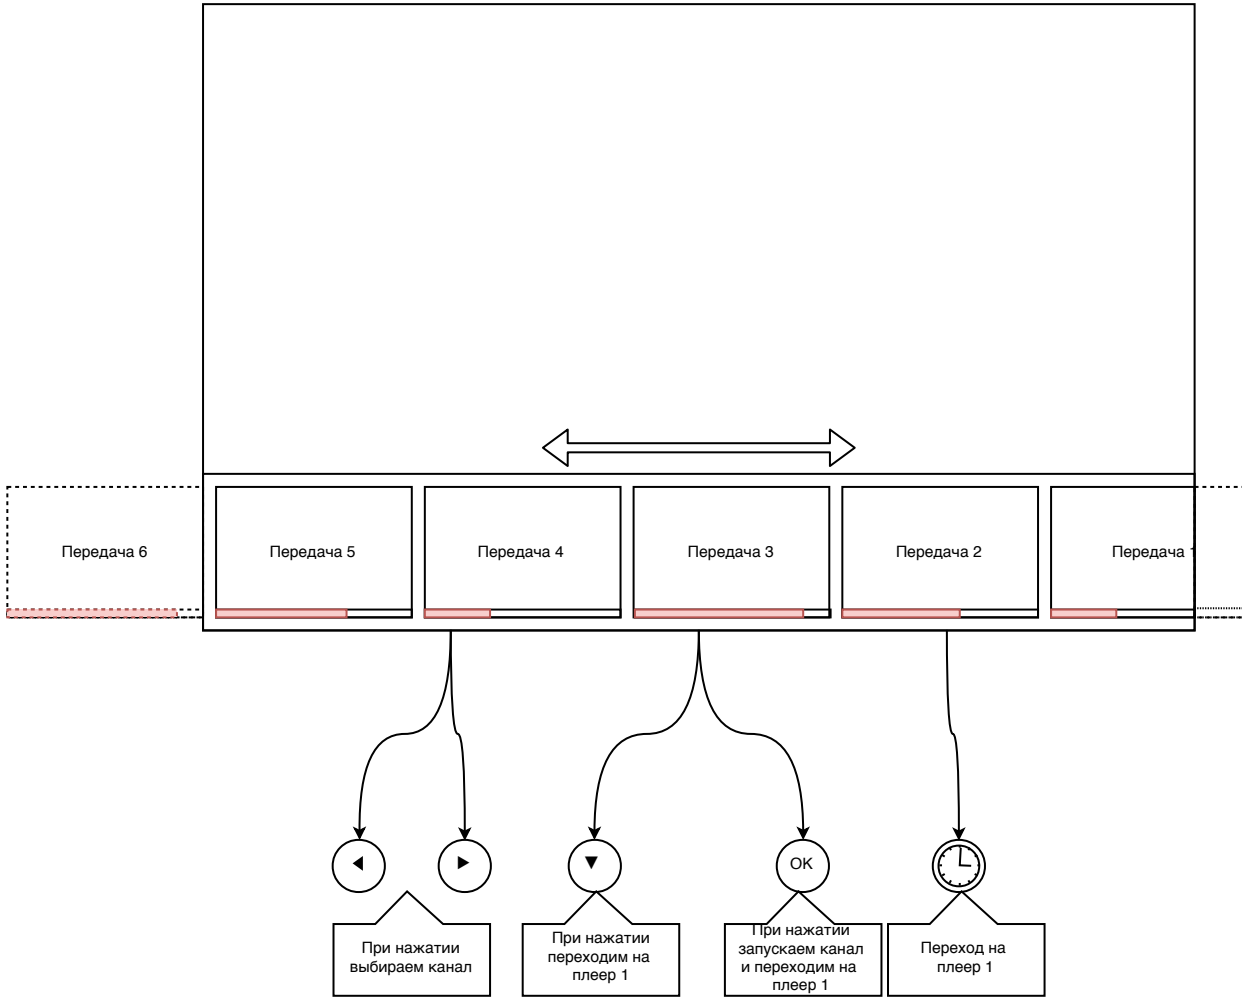 Передача 6
Передача 5
Передача 4
Передача 3
Передача 2
Передача 1
OK
При нажатии
выбираем канал
При нажатии
переходим на
плеер 1
При нажатии
запускаем канал
и переходим на
плеер 1
Переход на
плеер 1